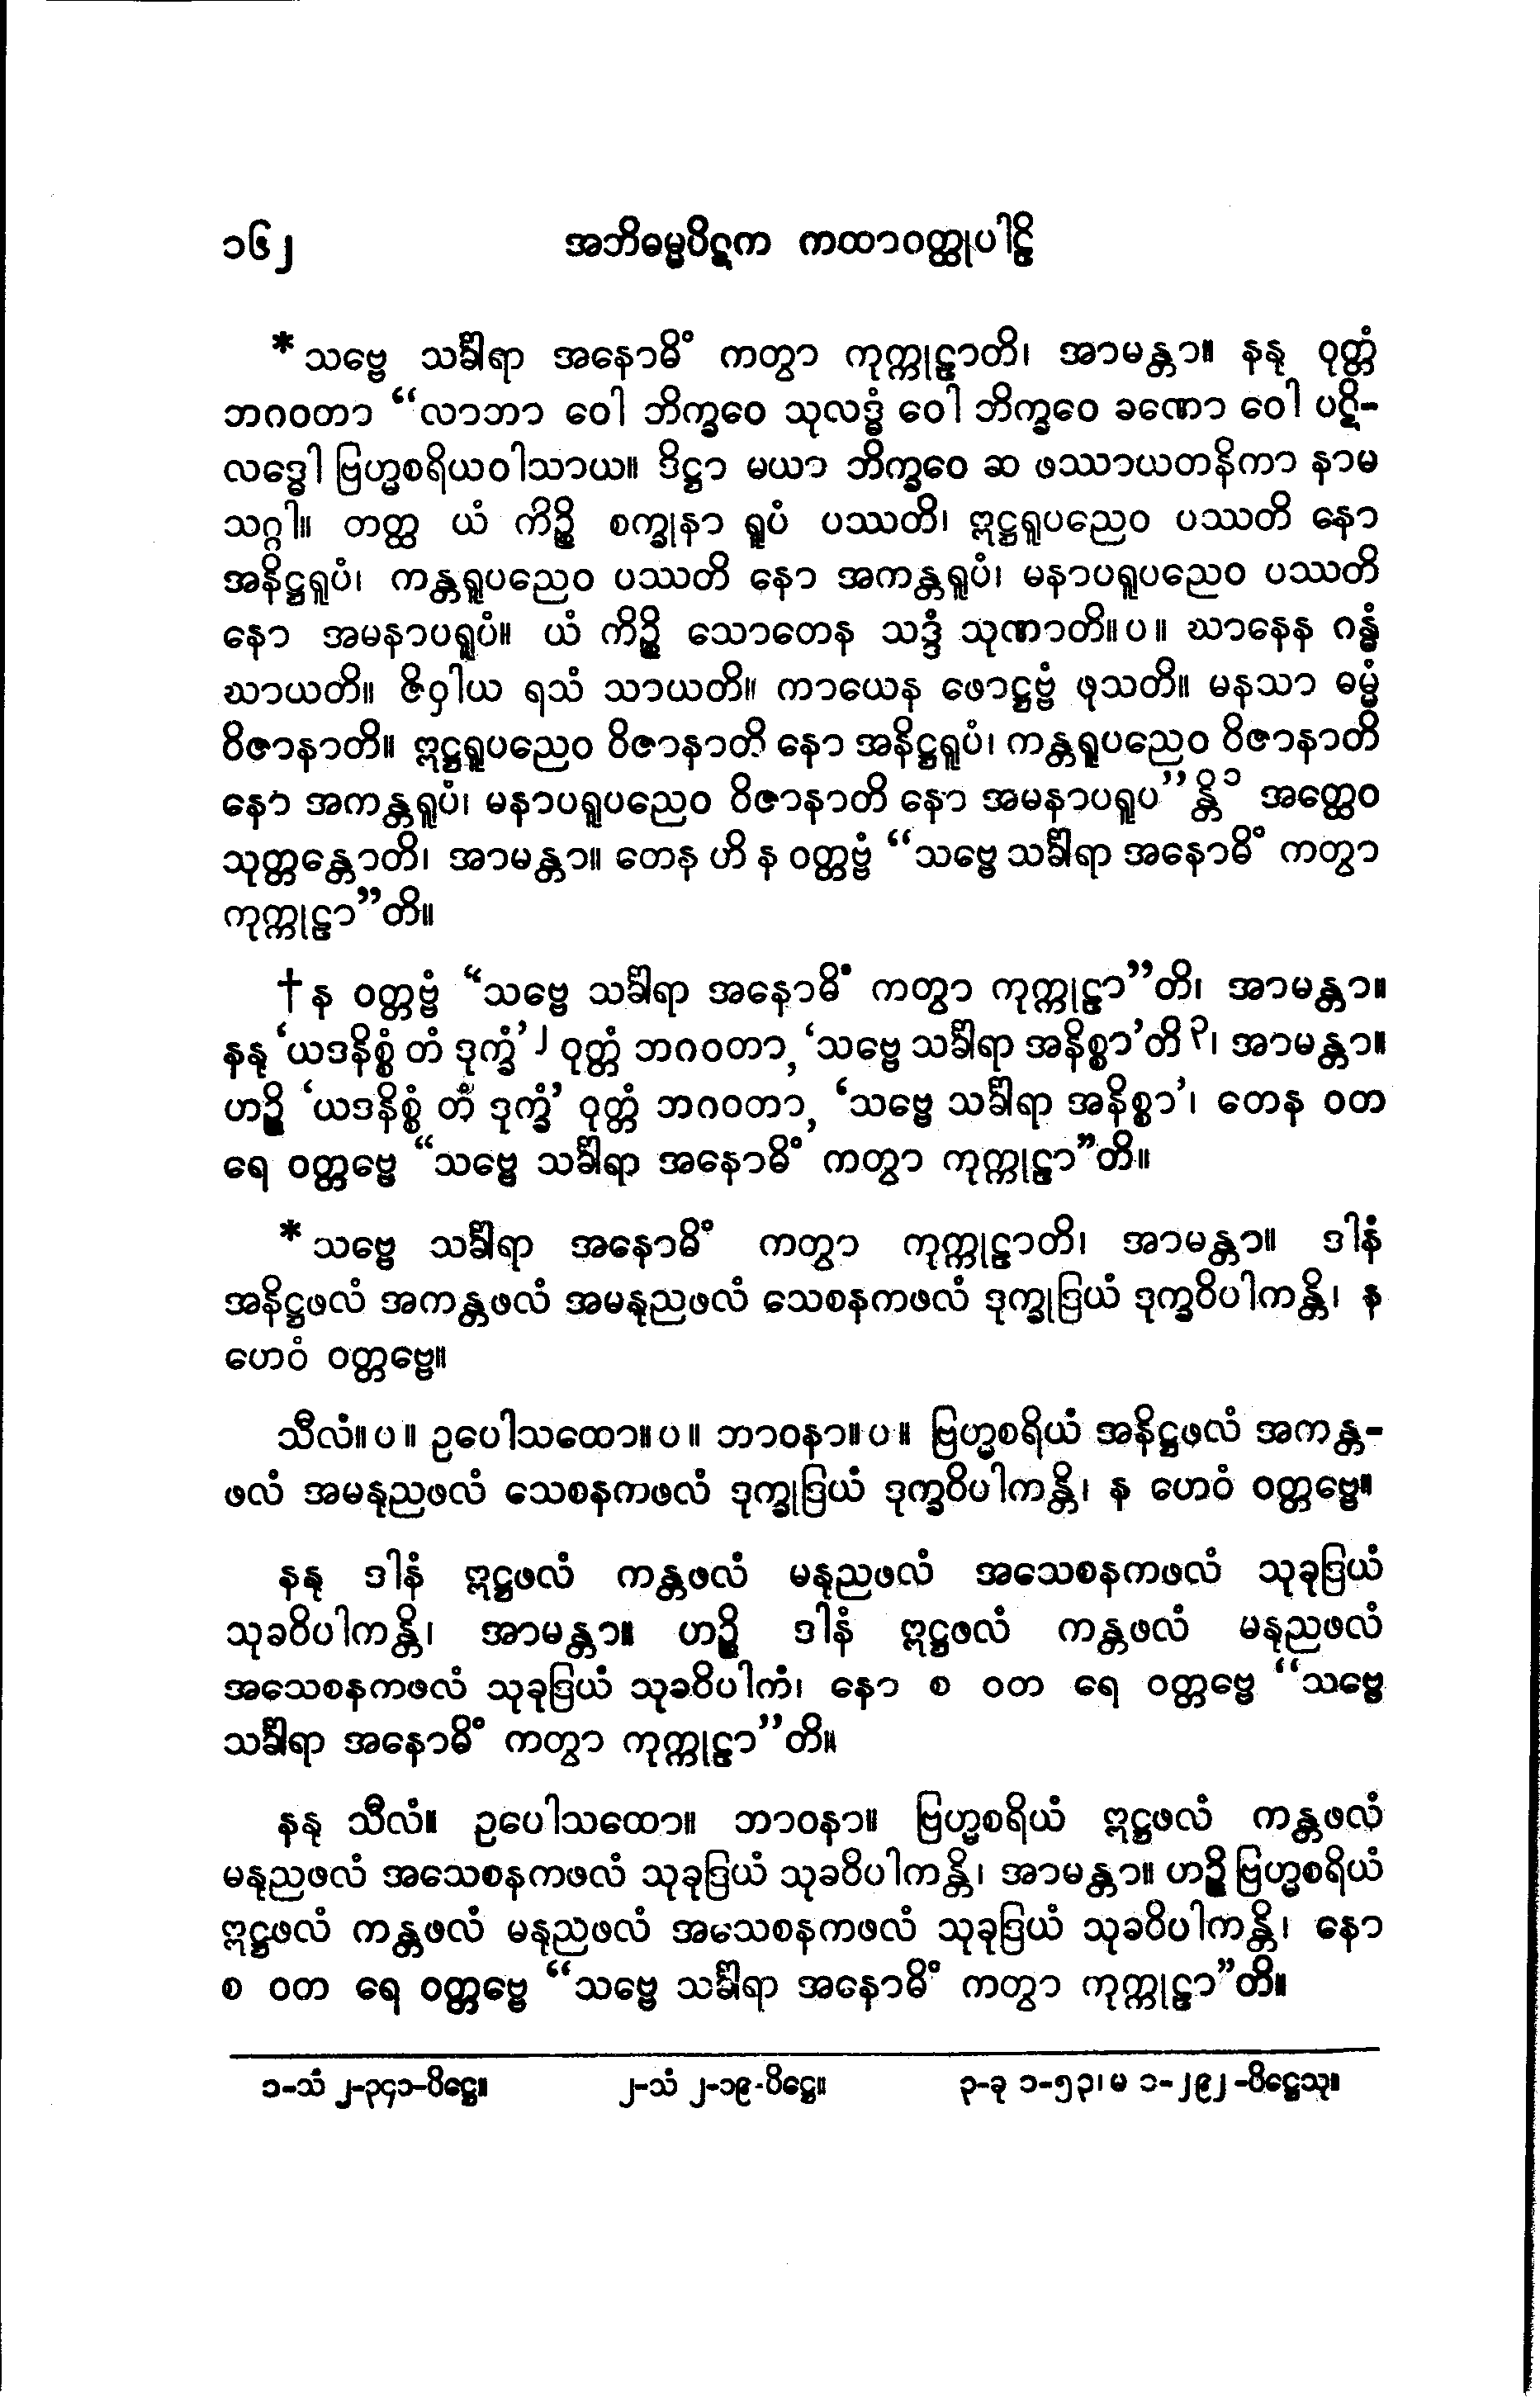 ၁၆၂ အဘိဓမ္မပိဋက ကထာဝတ္ထုပါဠိ
* သဗ္ဗေ သင်္ခါရာ အနောဓိံ ကတွာ ကုက္ကုဠာတိ၊ အာမန္တာ။ နနု ဝုတ္တံ
ဘဂဝတာ “လာဘာ ဝေါ ဘိက္ခဝေ သုလဒ္ဓံ ဝေါ ဘိက္ခဝေ ခဏော ဝေါ ပဋိ-
လဒ္ဓေါ ဗြဟ္မစရိယဝါသာယ။ ဒိဋ္ဌာ မယာ ဘိက္ခဝေ ဆ ဖဿာယတနိကာ နာမ
သဂ္ဂါ။ တတ္ထ ယံ ကိဉ္စိ စက္ခုနာ ရူပံ ပဿတိ၊ ဣဋ္ဌရူပညေဝ ပဿတိ နော
အနိဋ္ဌရူပံ၊ ကန္တရူပညေဝ ပဿတိ နော အကန္တရူပံ၊ မနာပရူပညေဝ ပဿတိ
နော အမနာပရူပံ။ ယံ ကိဉ္စိ သောတေန သဒ္ဒံ သုဏာတိ။ ပ ။ ဃာနေန ဂန္ဓံ
ဃာယတိ။ ဇိဝှါယ ရသံ သာယတိ။ ကာယေန ဖောဋ္ဌဗ္ဗံ ဖုသတိ။ မနသာ ဓမ္မံ
ဝိဇာနာတိ။ ဣဋ္ဌရူပညေဝ ဝိဇာနာတိ နော အနိဋ္ဌရူပံ၊ ကန္တရူပညေဝ ဝိဇာနာတိ
နော အကန္တရူပံ၊ မနာပရူပညေဝ ဝိဇာနာတိ နော အမနာပရူပ”န္တိ၁ အတ္ထေဝ
သုတ္တန္တောတိ၊ အာမန္တာ။ တေန ဟိ န ဝတ္တဗ္ဗံ “သဗ္ဗေ သင်္ခါရာ အနောဓိံ ကတွာ
ကုက္ကုဠာ”တိ။
† န ဝတ္တဗ္ဗံ “သဗ္ဗေ သင်္ခါရာ အနောဓိံ ကတွာ ကုက္ကုဠာ”တိ၊ အာမန္တာ။
နနု ‘ယဒနိစ္စံ တံ ဒုက္ခံ’၂ ဝုတ္တံ ဘဂဝတာ, ‘သဗ္ဗေ သင်္ခါရာ အနိစ္စာ’တိ၃၊ အာမန္တာ။
ဟဉ္စိ ‘ယဒနိစ္စံ တံ ဒုက္ခံ’ ဝုတ္တံ ဘဂဝတာ, ‘သဗ္ဗေ သင်္ခါရာ အနိစ္စာ’၊ တေန ဝတ
ရေ ဝတ္တဗ္ဗေ “သဗ္ဗေ သင်္ခါရာ အနောဓိံ ကတွာ ကုက္ကုဠာ”တိ။
* သဗ္ဗေ သင်္ခါရာ အနောဓိံ ကတွာ ကုက္ကုဠာတိ၊ အာမန္တာ။ ဒါနံ
အနိဋ္ဌဖလံ အကန္တဖလံ အမနုညဖလံ သေစနကဖလံ ဒုက္ခုဒြယံ ဒုက္ခဝိပါကန္တိ၊ န
ဟေဝံ ဝတ္တဗ္ဗေ။
သီလံ။ ပ ။ ဥပေါသထော။ ပ ။ ဘာဝနာ။ ပ ။ ဗြဟ္မစရိယံ အနိဋ္ဌဖလံ အကန္တ-
ဖလံ အမနုညဖလံ သေစနကဖလံ ဒုက္ခုဒြယံ ဒုက္ခဝိပါကန္တိ၊ န ဟေဝံ ဝတ္တဗ္ဗေ။
နနု ဒါနံ ဣဋ္ဌဖလံ ကန္တဖလံ မနုညဖလံ အသေစနကဖလံ သုခုဒြယံ
သုခဝိပါကန္တိ၊ အာမန္တာ။ ဟဉ္စိ ဒါနံ ဣဋ္ဌဖလံ ကန္တဖလံ မနုညဖလံ
အသေစနကဖလံ သုခုဒြယံ သုခဝိပါကံ၊ နော စ ဝတ ရေ ဝတ္တဗ္ဗေ “သဗ္ဗေ
သင်္ခါရာ အနောဓိံ ကတွာ ကုက္ကုဠာ”တိ။
နနု သီလံ။ ဥပေါသထော။ ဘာဝနာ။ ဗြဟ္မစရိယံ ဣဋ္ဌဖလံ ကန္တဖလံ
မနုညဖလံ အသေစနကဖလံ သုခုဒြယံ သုခဝိပါကန္တိ၊ အာမန္တာ။ ဟဉ္စိ ဗြဟ္မစရိယံ
ဣဋ္ဌဖလံ ကန္တဖလံ မနုညဖလံ အသေစနကဖလံ သုခုဒြယံ သုခဝိပါကန္တိ၊ နော
စ ဝတ ရေ ဝတ္တဗ္ဗေ “သဗ္ဗေ သင်္ခါရာ အနောဓိံ ကတွာ ကုက္ကုဠာ”တိ။
၁-သံ ၂-၃၄၁-ပိဋ္ဌေ။ ၂-သံ ၂-၁၉-ပိဋ္ဌေ။ ၃-ခု ၁-၅၃၊ မ ၁-၂၉၂-ပိဋ္ဌေသု။